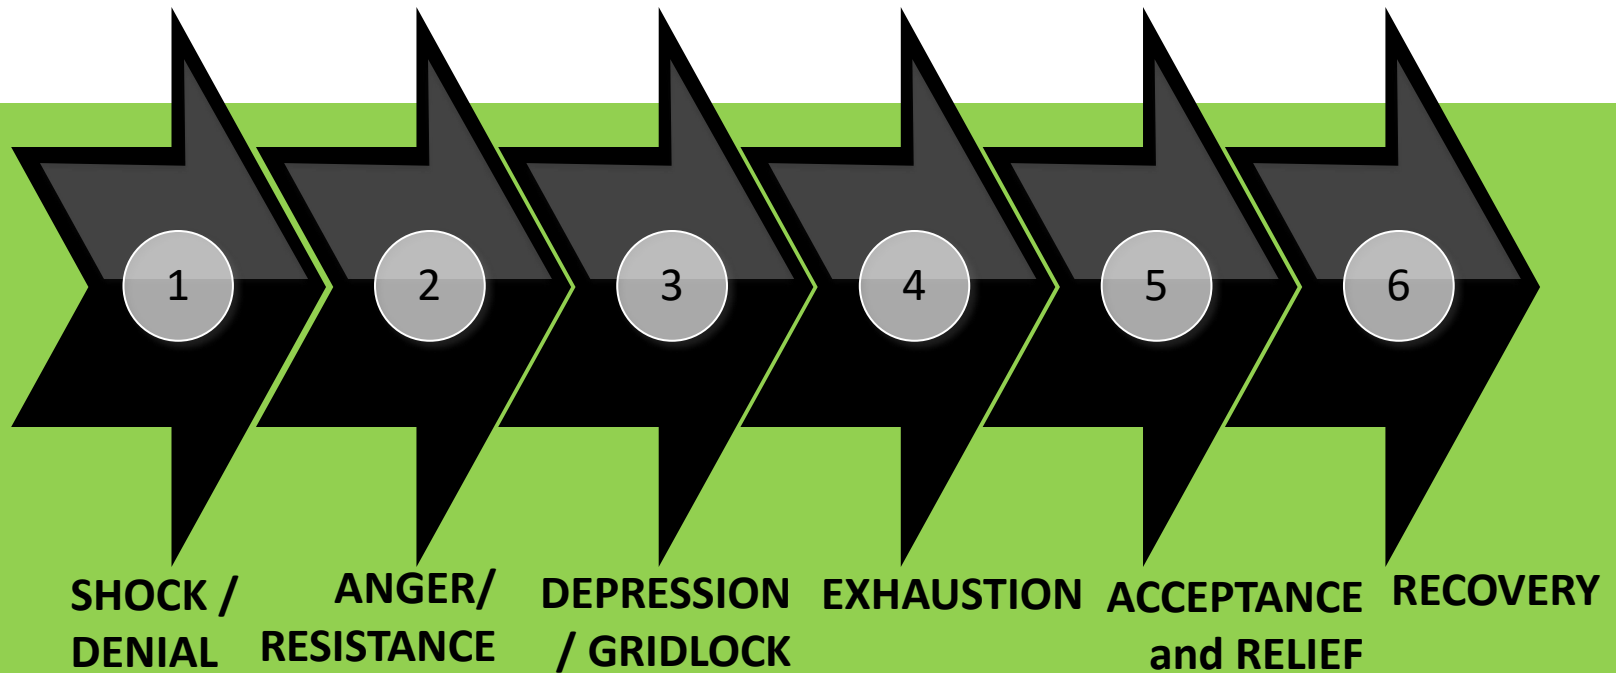 1
2
3
4
5
6
SHOCK /
DENIAL
ANGER/
RESISTANCE
DEPRESSION
/ GRIDLOCK
EXHAUSTION
ACCEPTANCE
and RELIEF
RECOVERY